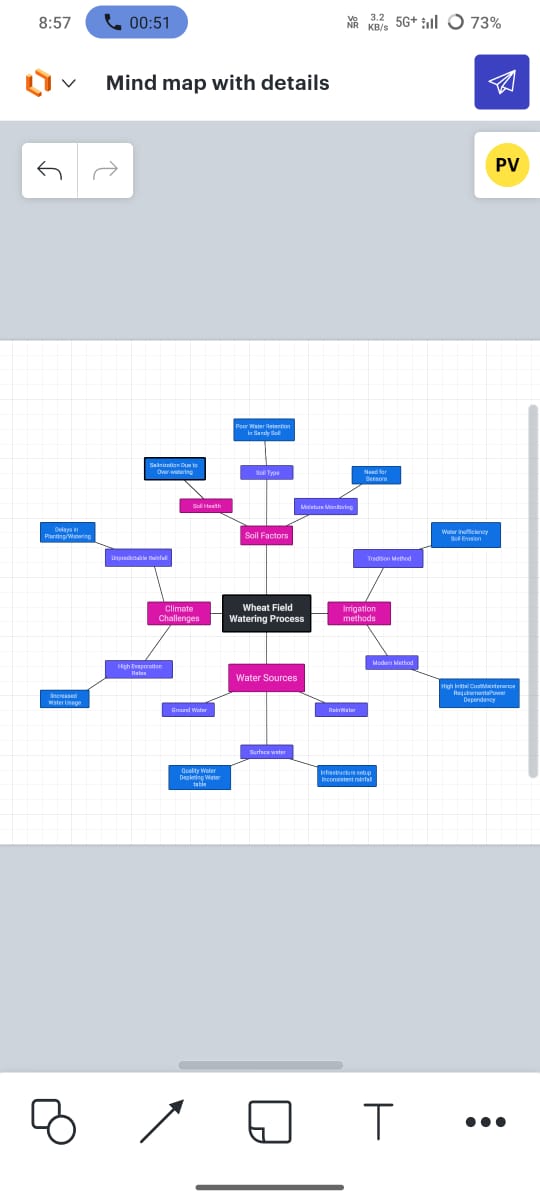 8:57
00:51
Vo
NR
3.2
KB/s
5G+
73%
Mind map with details
PV
Poor Water Retention
in Sandy Soil
Salinization Due to
Over-watering
Soil Type
Need for
Sensors
Soil Health
Moisture Monitoring
Delays in
Planting/Watering
Soil Factors
Water Inefficiency
Soil Erosion
Unpredictable Rainfall
Tradition Method
Climate
Challenges
Wheat Field
Watering Process
Irrigation
methods
High Evaporation
Rates
Modern Method
Water Sources
Increased
Water Usage
High Initial CostMaintenance
RequirementsPower
Dependency
Ground Water
RainWater
Surface water
Quality Water
Depleting Water
table
Infrastructure setup
Inconsistent rainfall
T